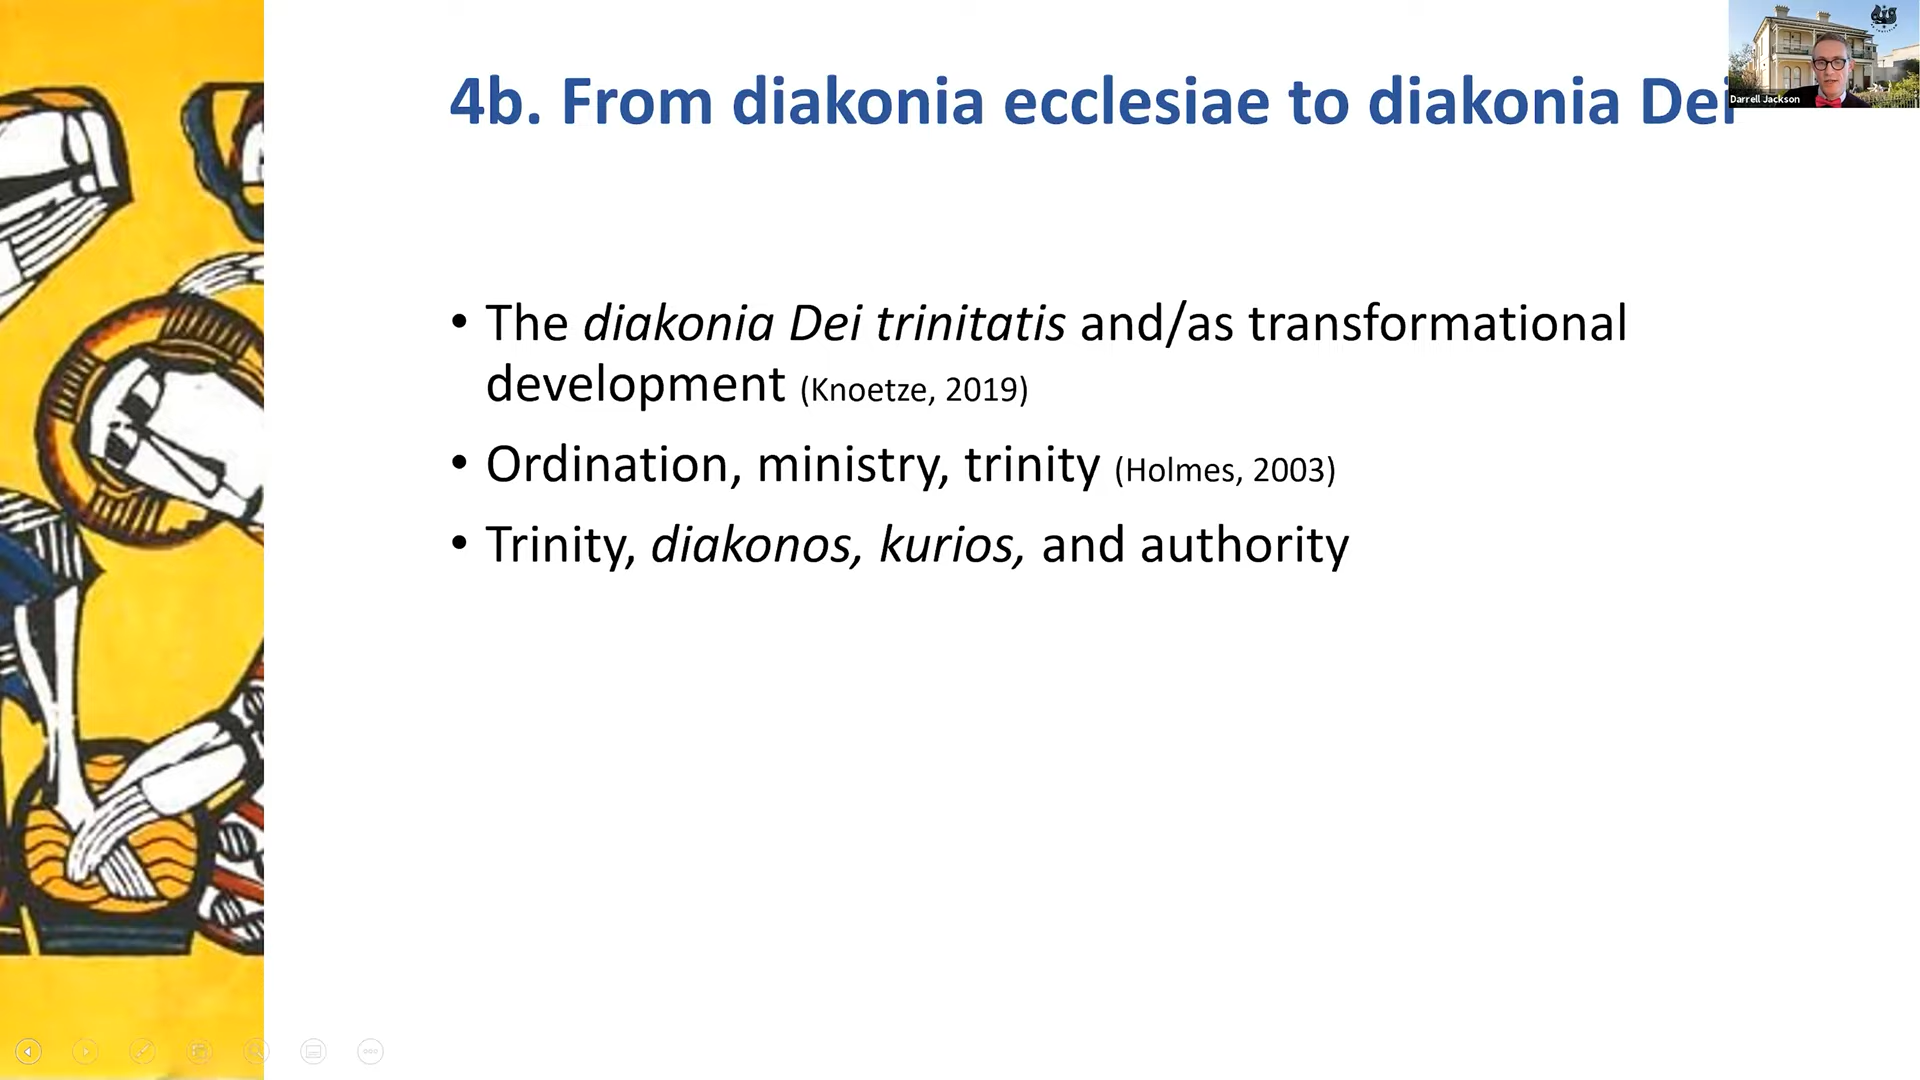 4b. From diakonia ecclesiae to diakonia Dei
Darrell Jackson
• The diakonia Dei trinitatis and/as transformational
development (Knoetze, 2019)
• Ordination, ministry, trinity (Holmes, 2003)
• Trinity, diakonos, kurios, and authority